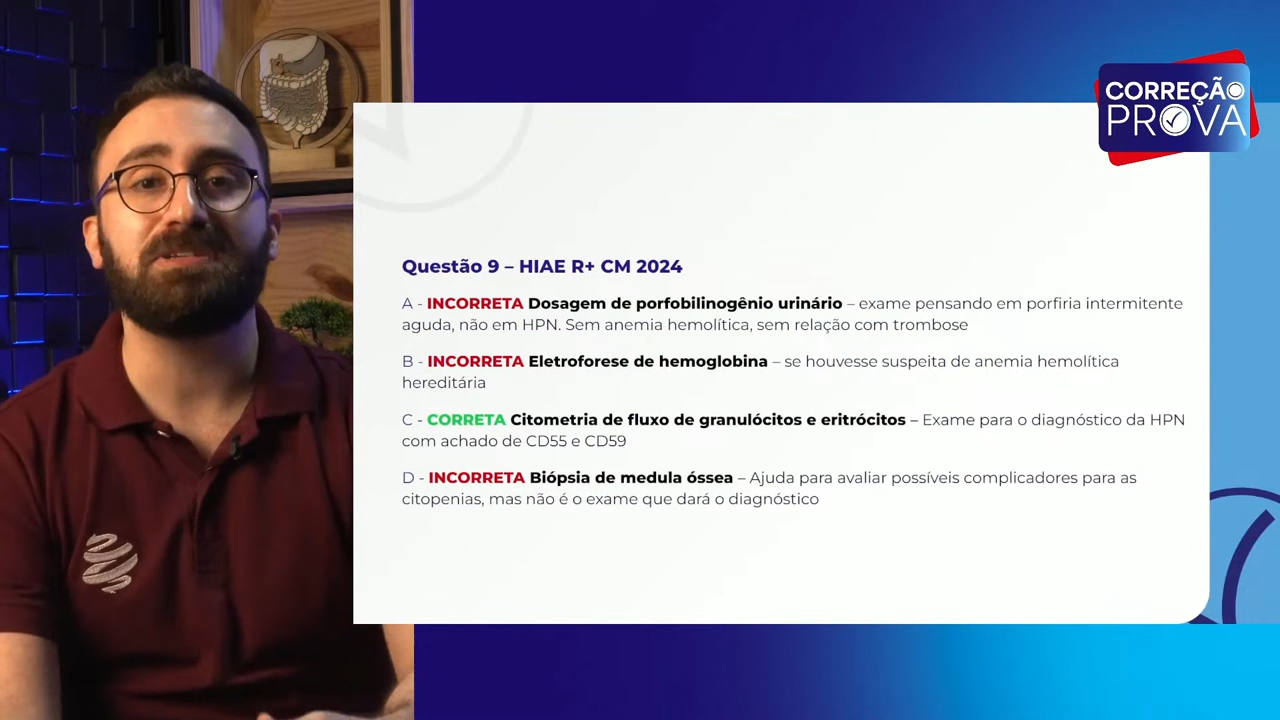 CORREÇÃO
PROVA
Questão 9 – HIAE R+ CM 2024
A - INCORRETA Dosagem de porfobilinogênio urinário – exame pensando em porfiria intermitente
aguda, não em HPN. Sem anemia hemolítica, sem relação com trombose
B - INCORRETA Eletroforese de hemoglobina – se houvesse suspeita de anemia hemolítica
hereditária
C - CORRETA Citometria de fluxo de granulócitos e eritrócitos – Exame para o diagnóstico da HPN
com achado de CD55 e CD59
D - INCORRETA Biópsia de medula óssea – Ajuda para avaliar possíveis complicadores para as
citopenias, mas não é o exame que dará o diagnóstico